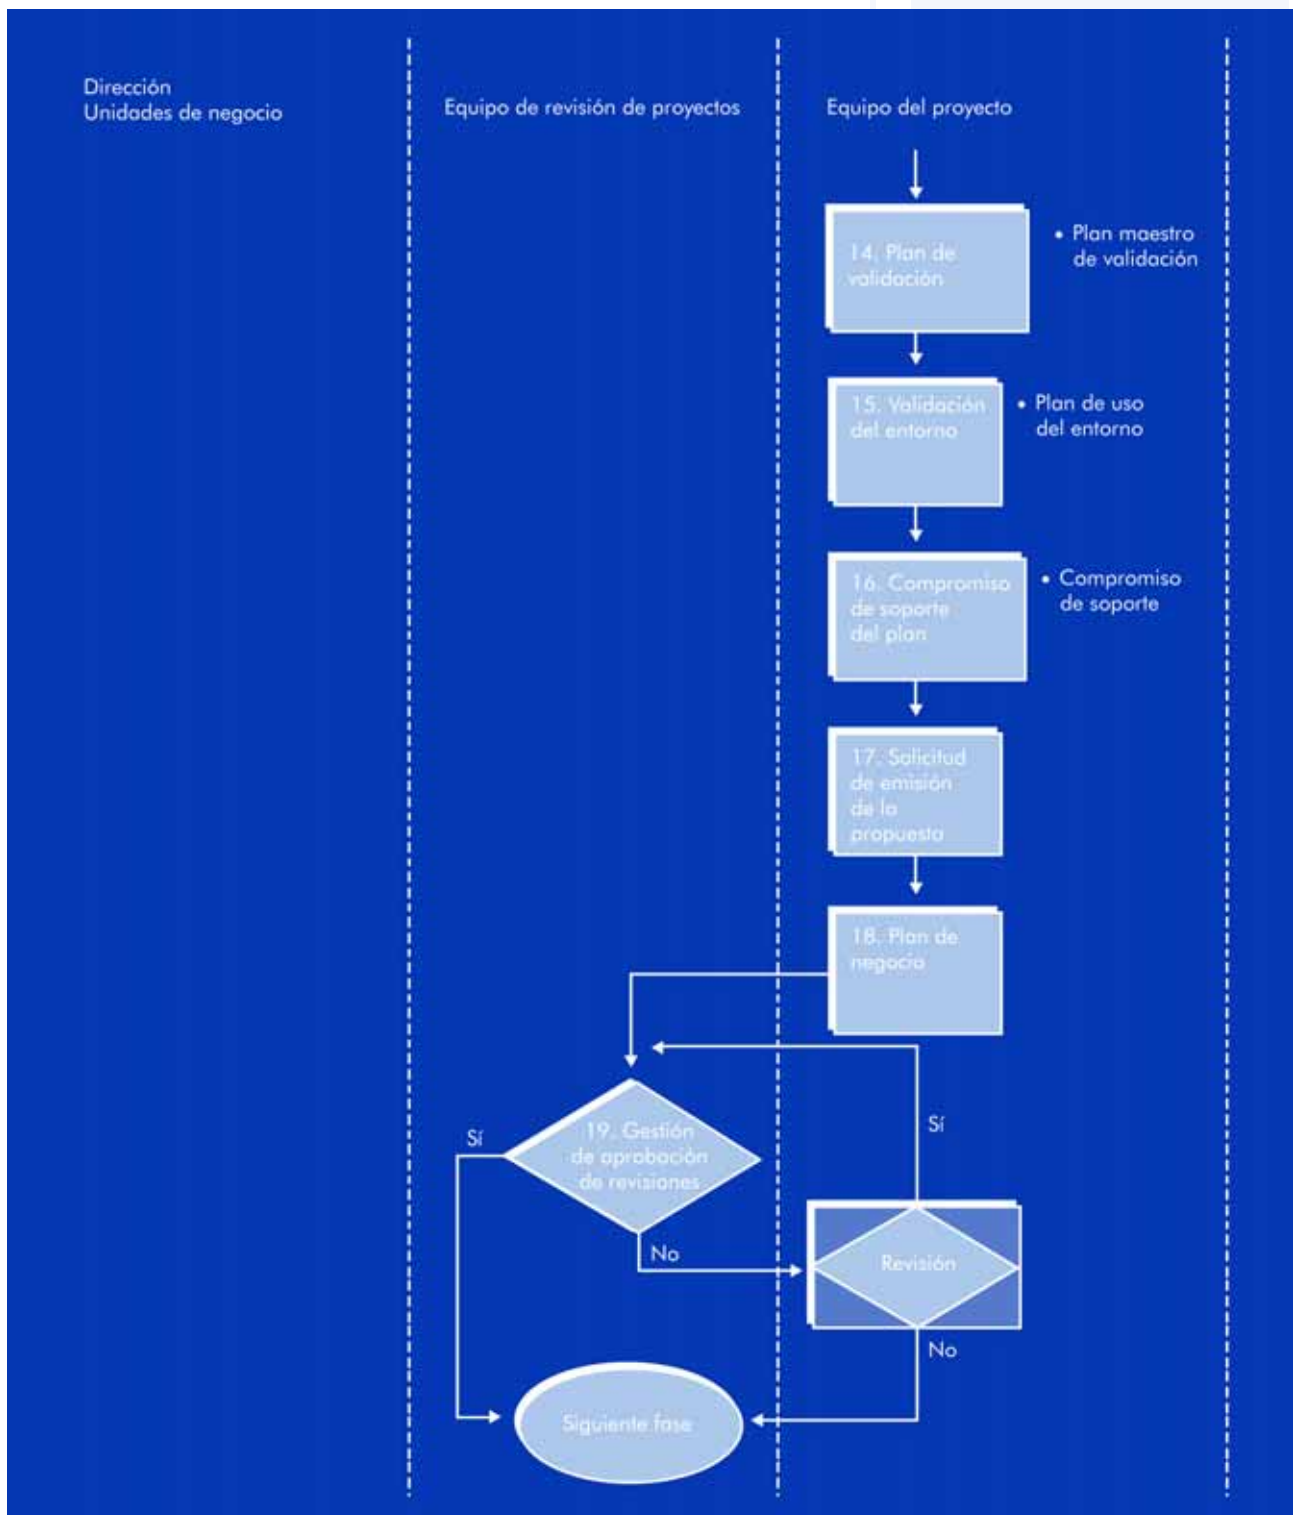 Dirección
Unidades de negocio
Equipo de revisión de proyectos
Equipo del proyecto
14. Plan de
validación
• Plan maestro
de validación
15. Validación
del entorno
• Plan de uso
del entorno
16. Compromiso
de soporte
del plan
• Compromiso
de soporte
17. Solicitud
de emisión
de la
propuesta
18. Plan de
negocio
Sí
19. Gestión
de aprobación
de revisiones
Sí
No
Revisión
No
Siguiente fase